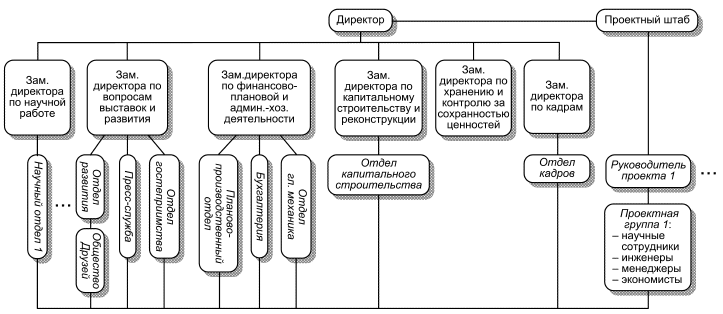 Директор
Проектный штаб
Зам.
директора
по научной
работе
Зам.
директора по
вопросам
выставок и
развития
Зам.директора
по финансово-
плановой и
админ.-хоз.
деятельности
Зам.
директора по
капитальному
строительству и
реконструкции
Зам.
директора по
хранению и
контролю за
сохранностью
ценностей
Зам.
директора
по кадрам
Научный отдел 1
...
Отдел
развития
Общество
Друзей
Пресс-служба
Отдел
гостеприимства
Планово-
производственный
отдел
Бухгалтерия
Отдел
гл. механика
Отдел
капитального
строительства
Отдел
кадров
Руководитель
проекта 1
...
Проектная
группа 1:
– научные
сотрудники
– инженеры
– менеджеры
– экономисты